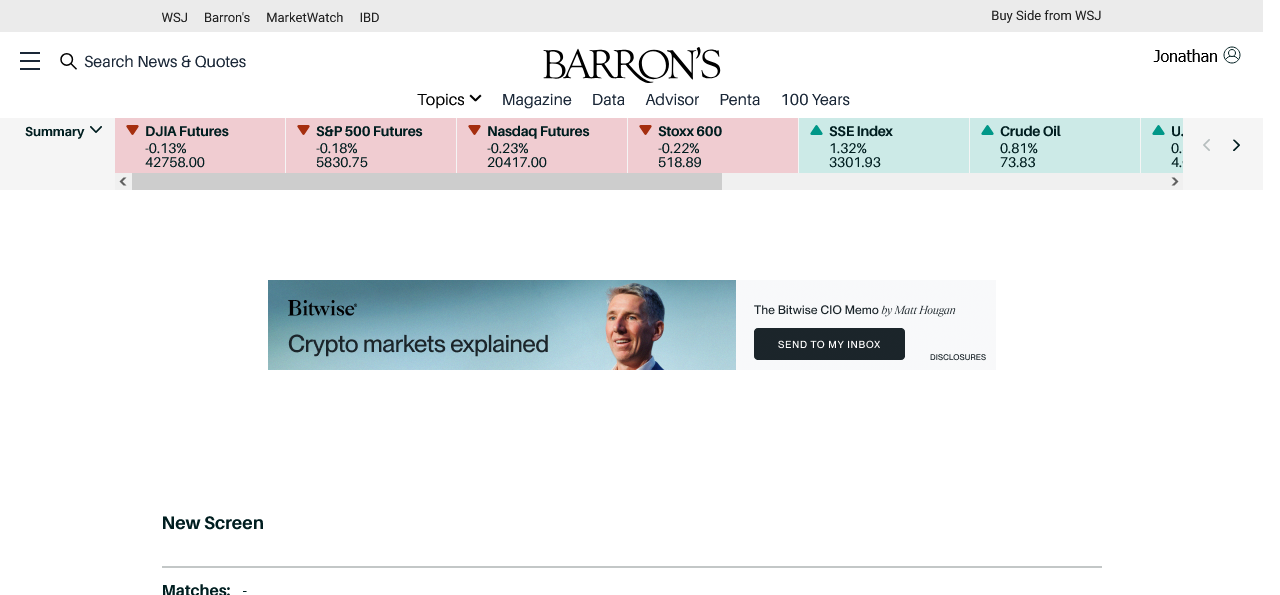 WSJ Barron's MarketWatch IBD Buy Side from WSJ
Search News & Quotes
BARRON'S
Jonathan
Topics Magazine Data Advisor Penta 100 Years
Summary
DJIA Futures
-0.13%
42758.00
S&P 500 Futures
-0.18%
5830.75
Nasdaq Futures
-0.23%
20417.00
Stoxx 600
-0.22%
518.89
SSE Index
1.32%
3301.93
Crude Oil
0.81%
73.83
U.
0.
4.
Bitwise®
Crypto markets explained
The Bitwise CIO Memo by Matt Hougan
SEND TO MY INBOX
DISCLOSURES
New Screen
Matches: -